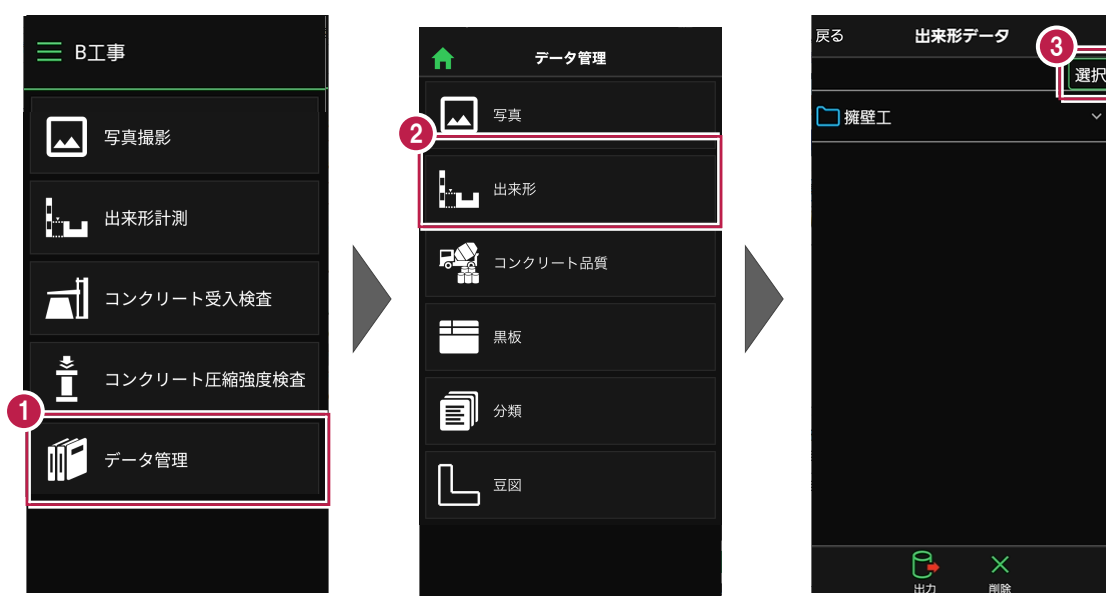 B工事
写真撮影
出来形計測
コンクリート受入検査
コンクリート圧縮強度検査
1
データ管理
データ管理
写真
2
出来形
コンクリート品質
黒板
分類
豆図
戻る
出来形データ
3
選択
擁壁工
出力
削除